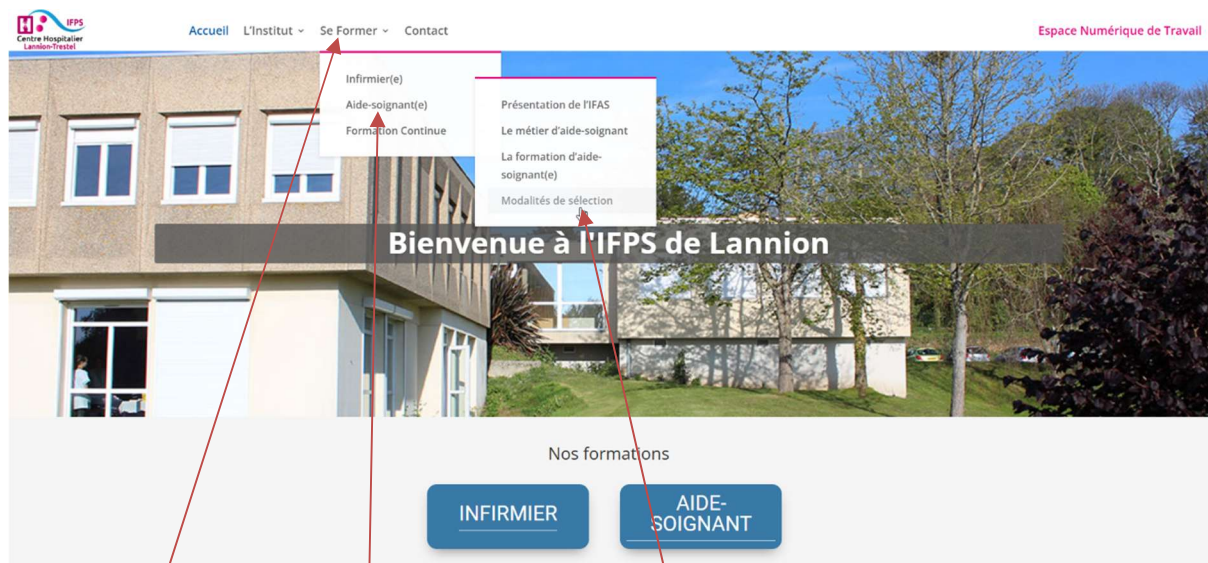 IFPS
Centre Hospitalier
Lannion-Trestel
Accueil L'Institut Se Former Contact
Espace Numérique de Travail
Infirmier(e)
Aide-soignant(e)
Formation Continue
Présentation de l'IFAS
Le métier d'aide-soignant
La formation d'aide-
soignant(e)
Modalités de sélection
Bienvenue à l'IFPS de Lannion
Nos formations
INFIRMIER
AIDE-
SOIGNANT